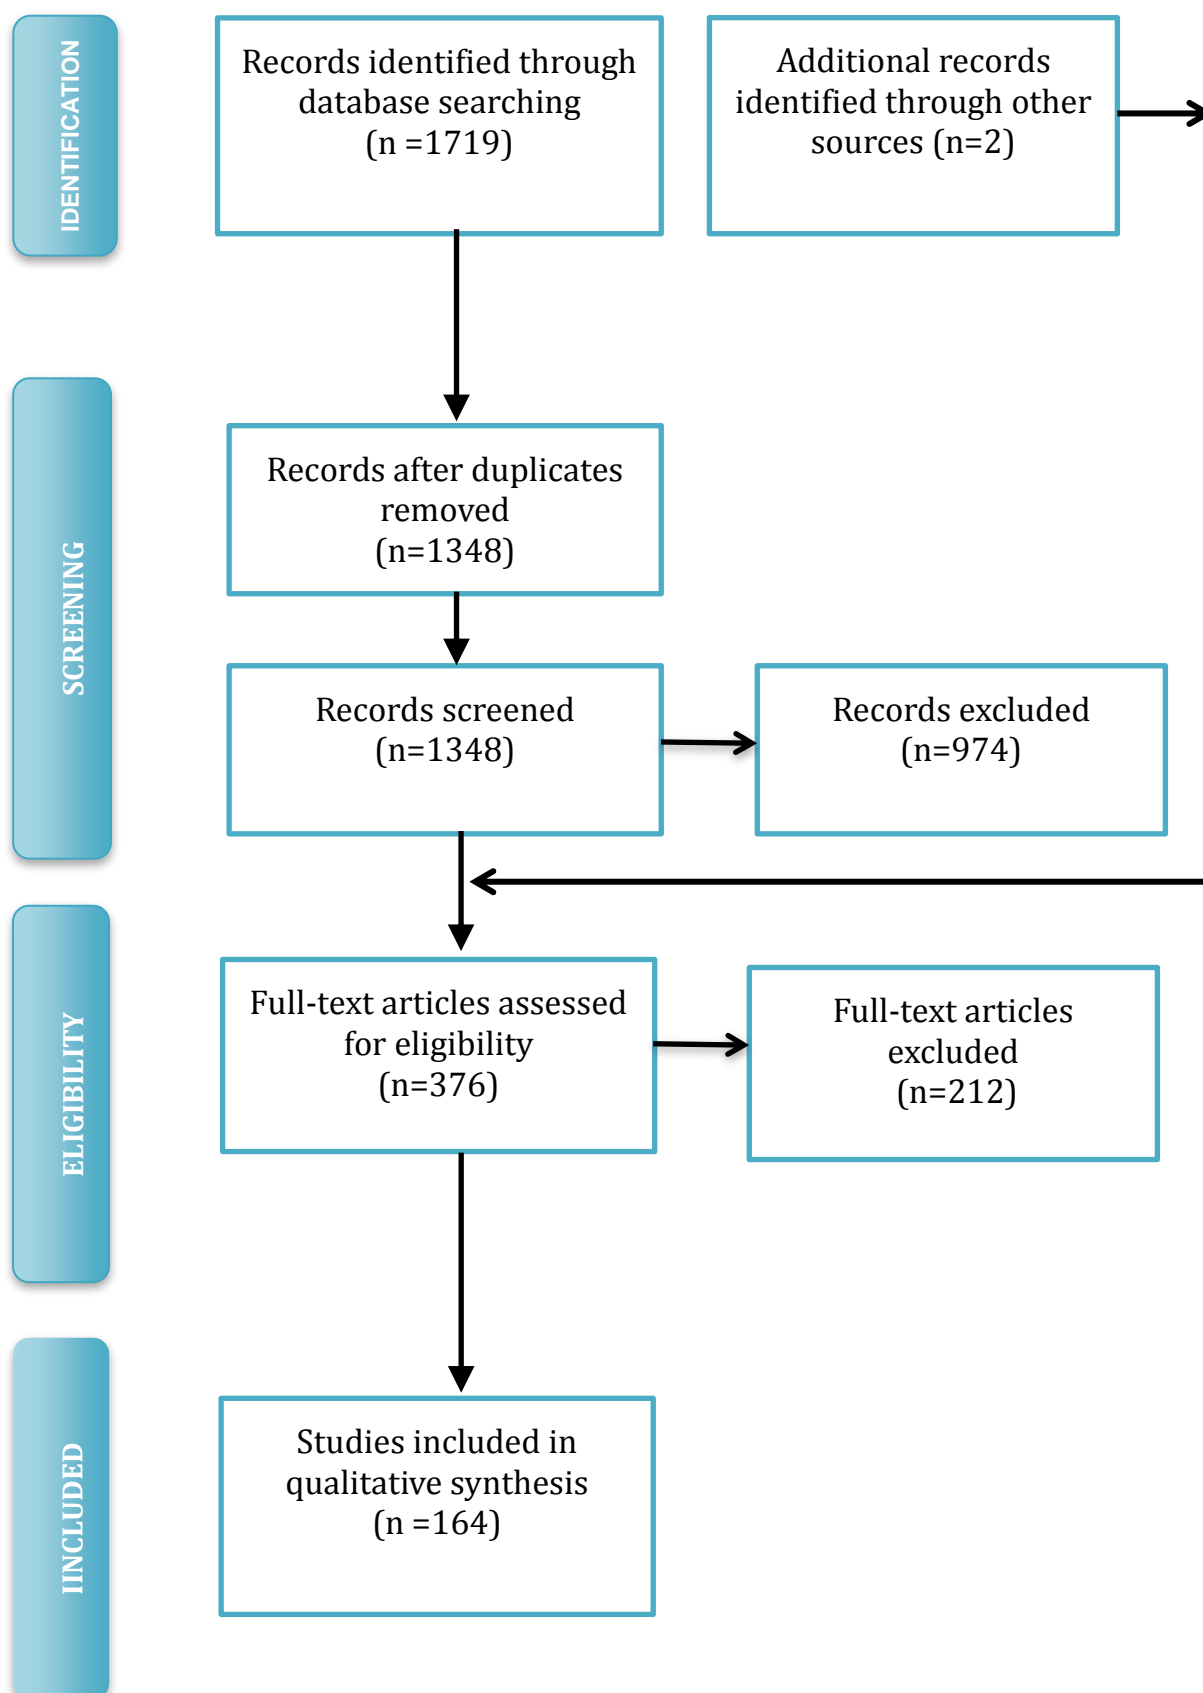 IDENTIFICATION
Records identified through
database searching
(n =1719)
Additional records
identified through other
sources (n=2)
SCREENING
Records after duplicates
removed
(n=1348)
Records screened
(n=1348)
Records excluded
(n=974)
ELIGIBILITY
Full-text articles assessed
for eligibility
(n=376)
Full-text articles
excluded
(n=212)
IINCLUDED
Studies included in
qualitative synthesis
(n =164)